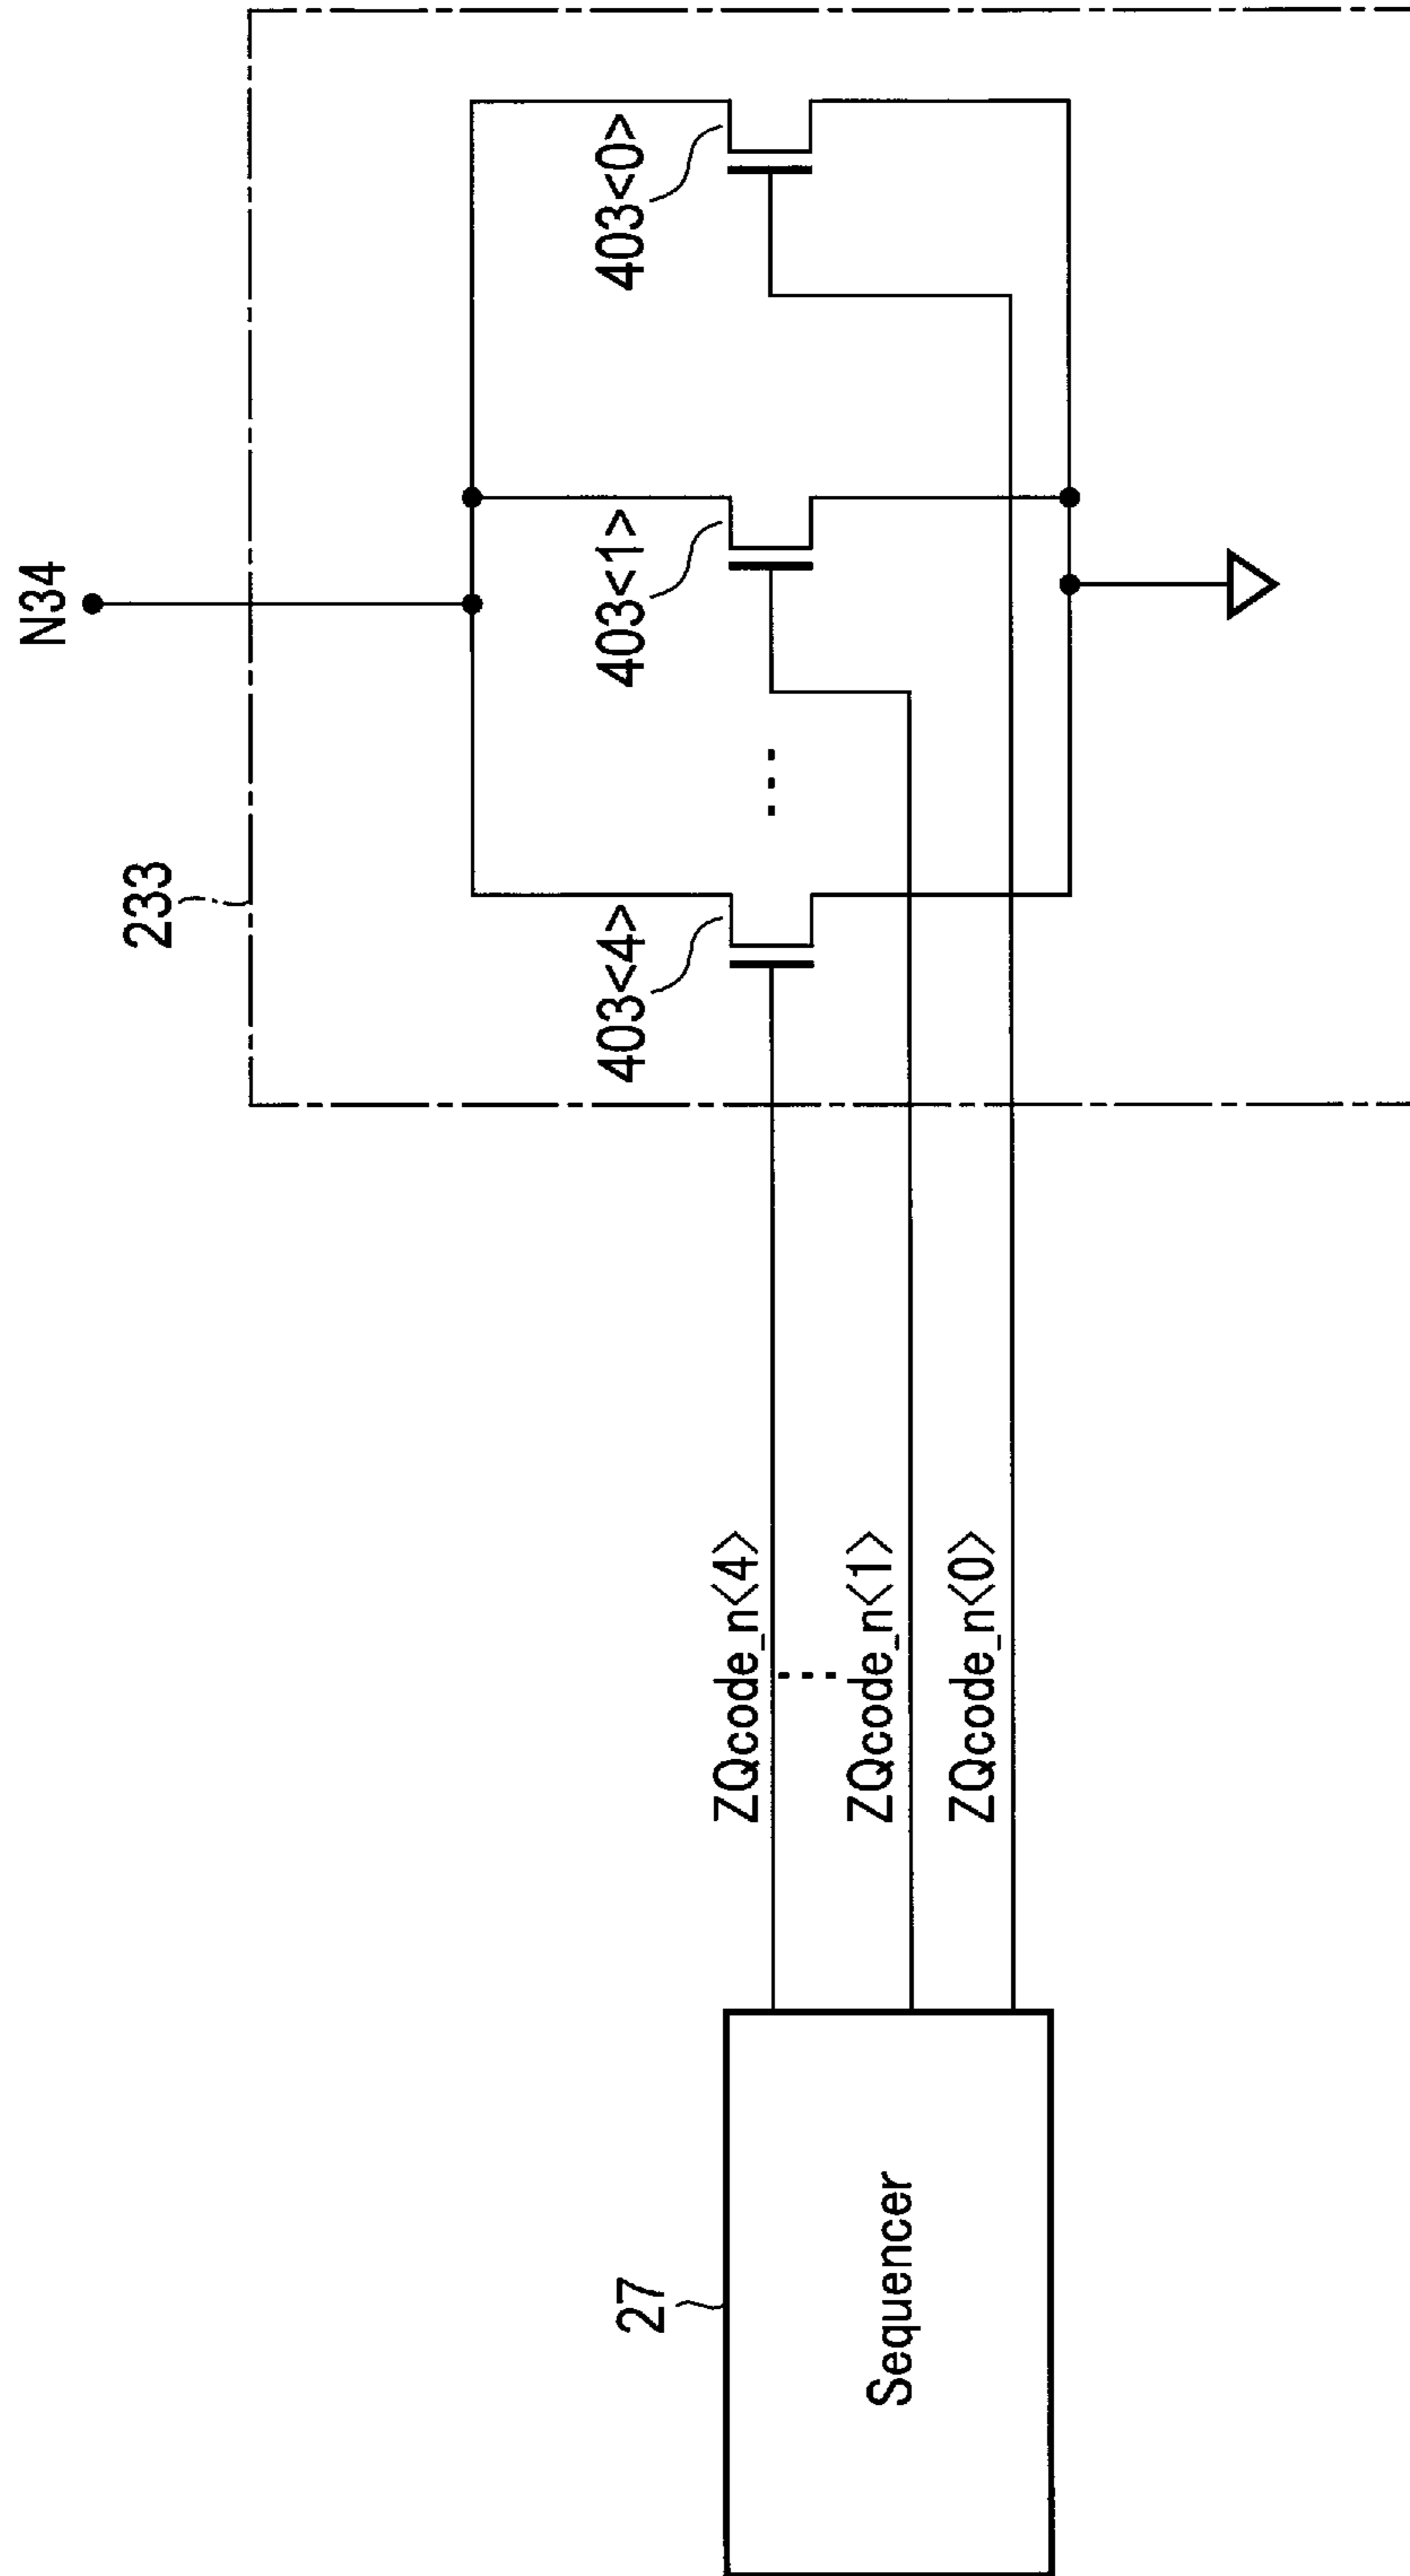 N34
233
403<4>
403<1>
403<0>
...
27
Sequencer
ZQcode_n<4>
...
ZQcode_n<1>
ZQcode_n<0>